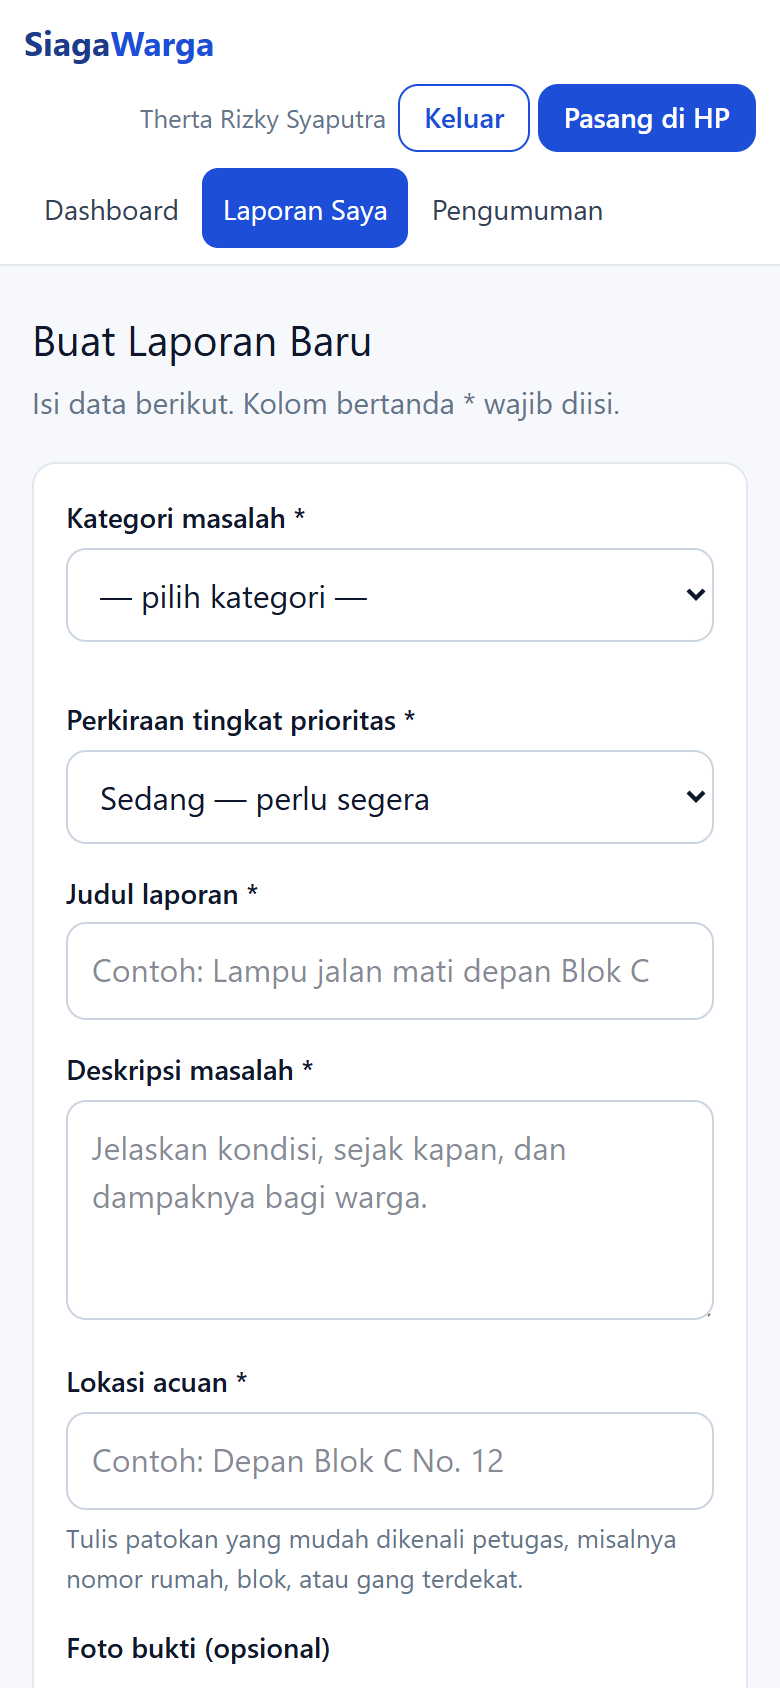 SiagaWarga
Therta Rizky Syaputra Keluar Pasang di HP
Dashboard Laporan Saya Pengumuman
Buat Laporan Baru
Isi data berikut. Kolom bertanda * wajib diisi.
Kategori masalah *
— pilih kategori —
Perkiraan tingkat prioritas *
Sedang — perlu segera
Judul laporan *
Contoh: Lampu jalan mati depan Blok C
Deskripsi masalah *
Jelaskan kondisi, sejak kapan, dan
dampaknya bagi warga.
Lokasi acuan *
Contoh: Depan Blok C No. 12
Tulis patokan yang mudah dikenali petugas, misalnya
nomor rumah, blok, atau gang terdekat.
Foto bukti (opsional)